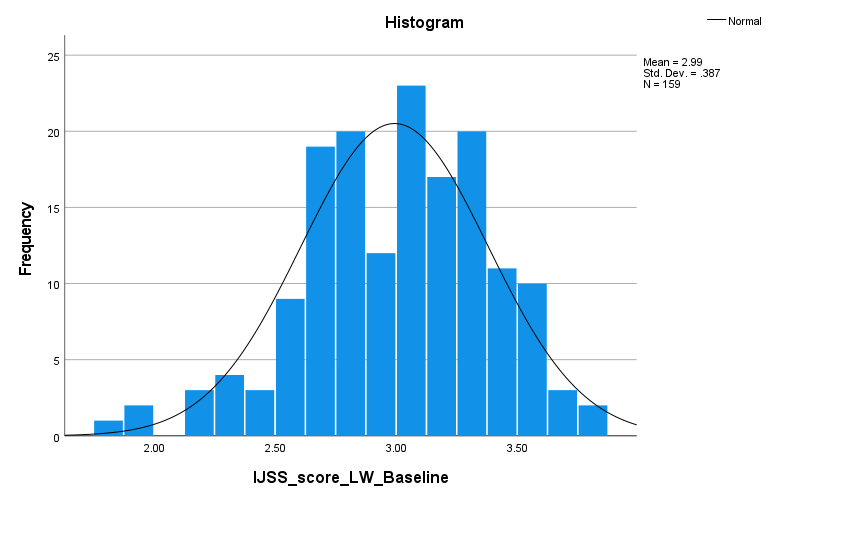 Histogram
Normal
Mean = 2.99
Std. Dev. = .387
N = 159
25
20
15
10
5
0
Frequency
2.00 2.50 3.00 3.50
IJSS_score_LW_Baseline